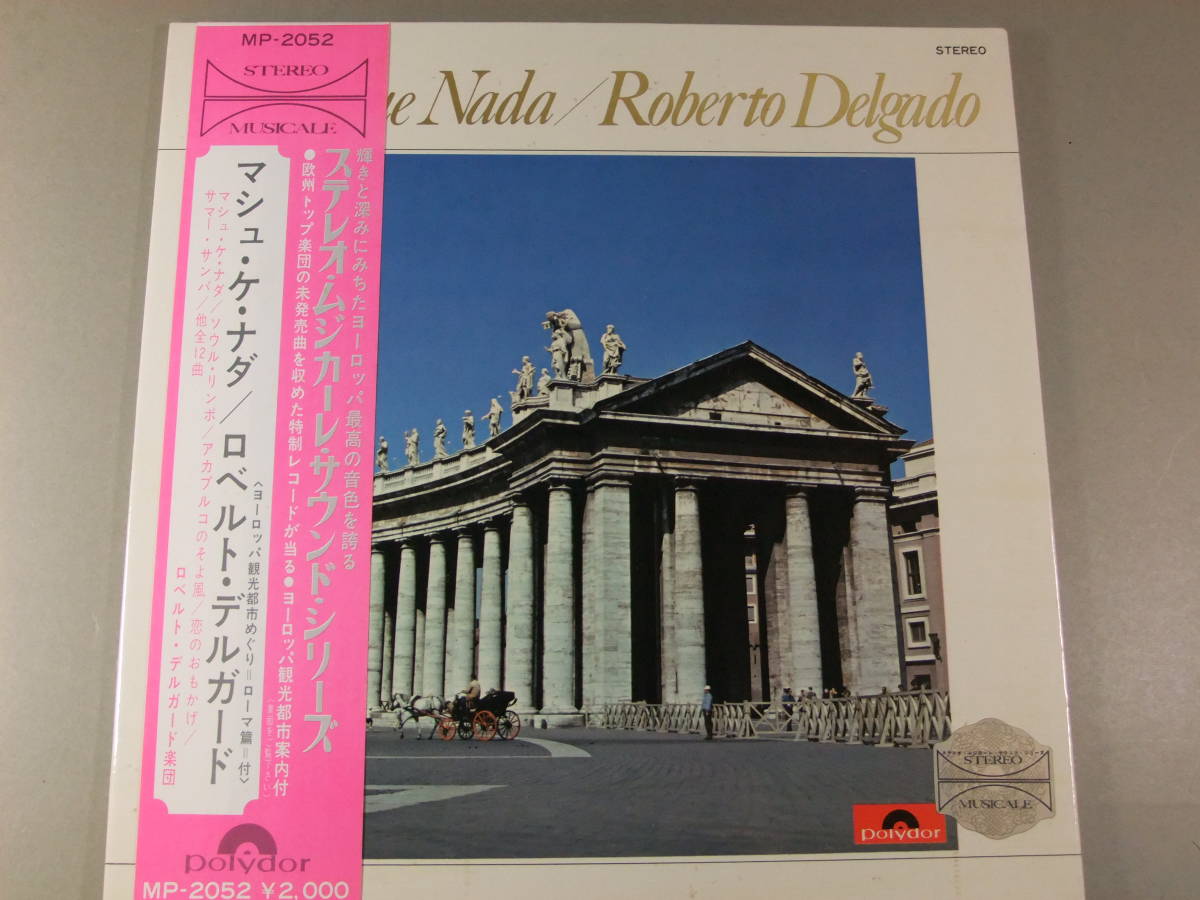 MP-2052
STEREO
MUSICALE
輝きと深みにみちたヨーロッパ最高の音色を誇る
ステレオ・ムジカーレ・サウンド・シリーズ
●欧州トップ楽団の未発売曲を収めた特制レコードが当る●ヨーロッパ観光都市案内付
(裏面をご覧下さい)
<ヨーロッパ観光都市めぐり=ローマ篇=付>
マシュ・ケ・ナダ/ロベルト・デルガード
マシュ・ケ・ナダ/ソウル・リンボ/アカプルコのそよ風/恋のおもかげ/
サマー・サンバ/他全12曲
ロベルト・デルガード楽団
polydor
MP-2052 ¥2,000
STEREO
ue Nada/Roberto Delgado
STEREO
MUSICALE
polydor